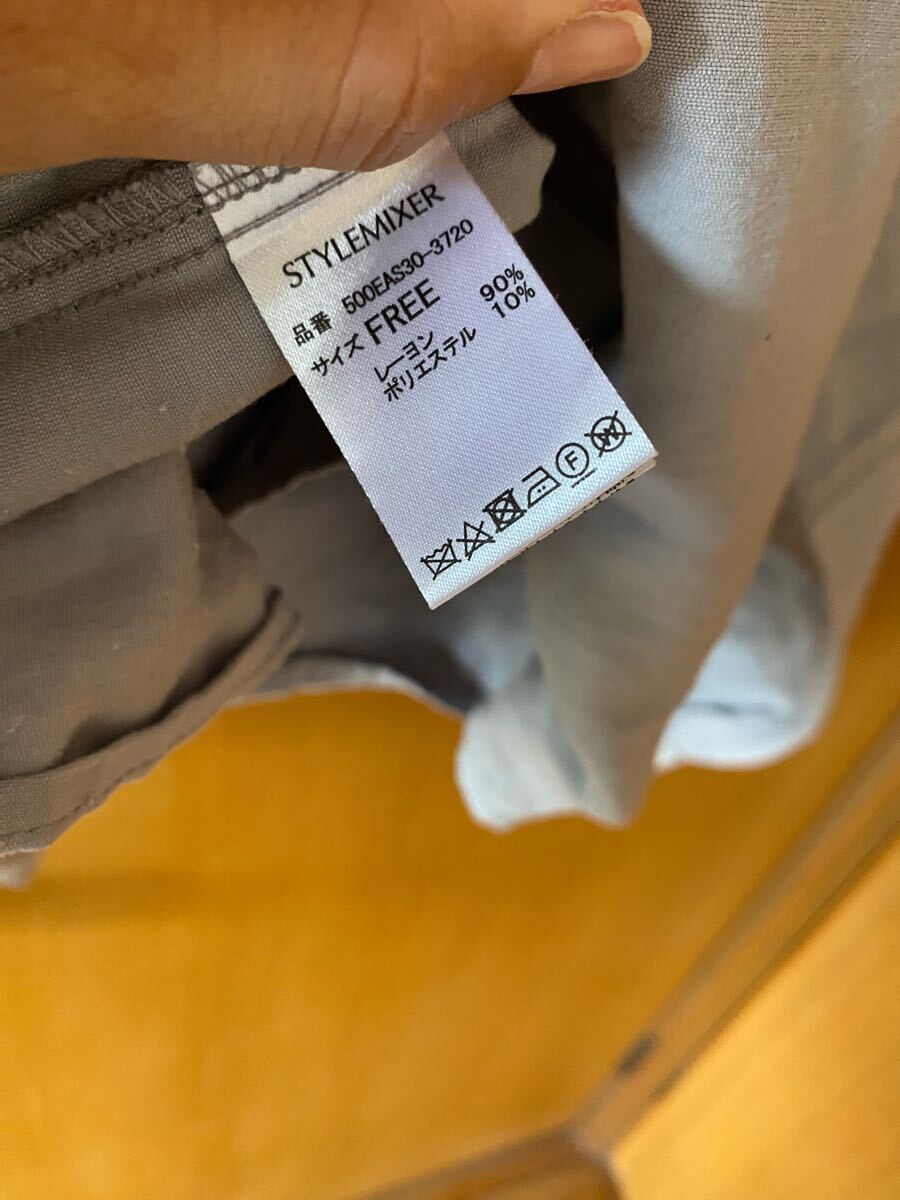 STYLEMIXER
品番 500EAS30-3720
サイズ FREE
レーヨン 90%
ポリエステル 10%
F
W